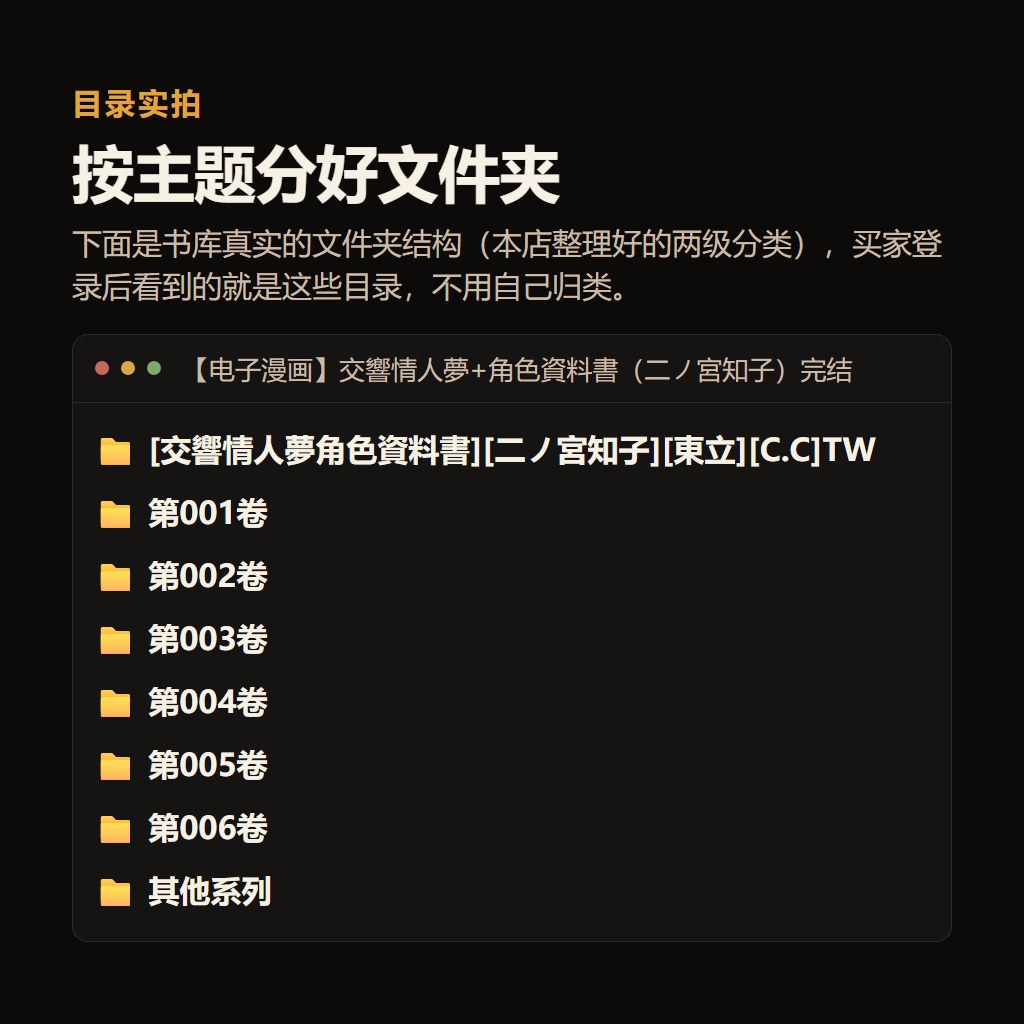 目录实拍
按主题分好文件夹
下面是书库真实的文件夹结构（本店整理好的两级分类），买家登
录后看到的就是这些目录，不用自己归类。
【电子漫画】交響情人夢+角色資料書（二ノ宮知子）完结
[交響情人夢角色資料書][二ノ宮知子][東立][C.C]TW
第001卷
第002卷
第003卷
第004卷
第005卷
第006卷
其他系列